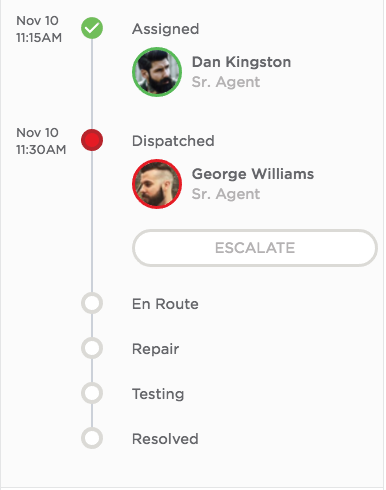 Nov 10
11:15AM
Assigned
Dan Kingston
Sr. Agent
Nov 10
11:30AM
Dispatched
George Williams
Sr. Agent
ESCALATE
En Route
Repair
Testing
Resolved